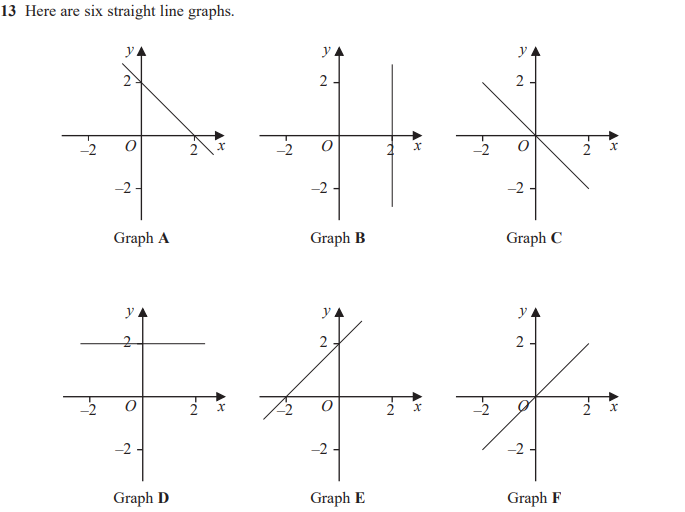 13 Here are six straight line graphs.
y y y
2 2 2
–2 O 2 x –2 O 2 x –2 O 2 x
–2 –2 –2
Graph A Graph B Graph C
y y y
2 2 2
–2 O 2 x –2 O 2 x –2 O 2 x
–2 –2 –2
Graph D Graph E Graph F